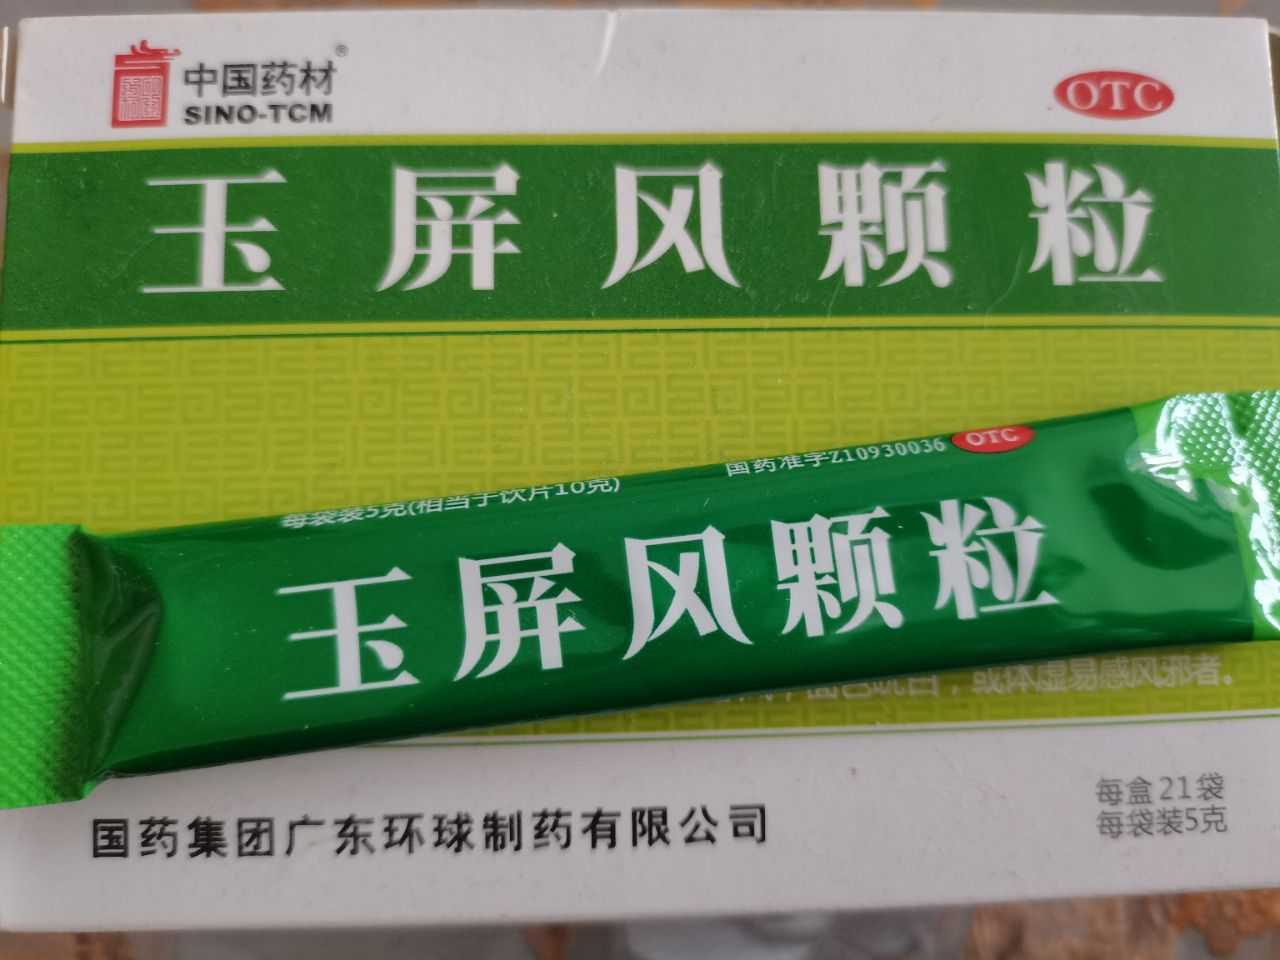 中国药材®
SINO-TCM
OTC
玉屏风颗粒
国药准字Z10930036
OTC
每袋装5克(相当于饮片10克)
玉屏风颗粒
面色㿠白，或体虚易感风邪者。
国药集团广东环球制药有限公司
每盒21袋
每袋装5克